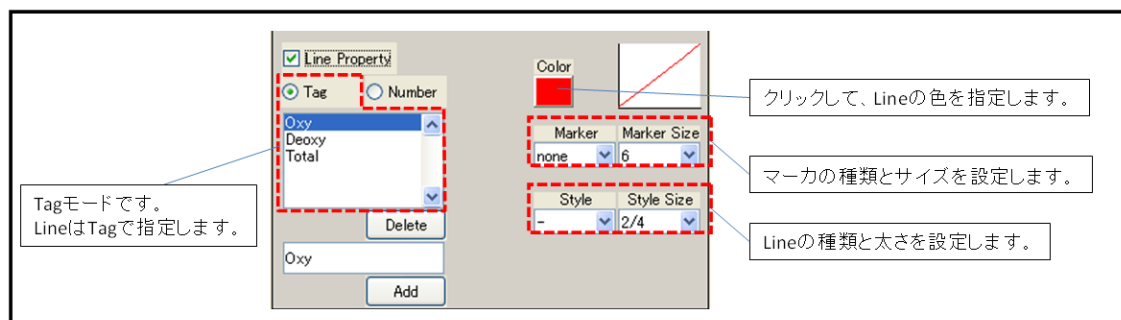 Line Property
Tag
Number
Oxy
Deoxy
Total
Delete
Oxy
Add
Color
Marker
Marker Size
none
6
Style
Style Size
-
2/4
Tagモードです。
LineはTagで指定します。
クリックして、Lineの色を指定します。
マーカの種類とサイズを設定します。
Lineの種類と太さを設定します。